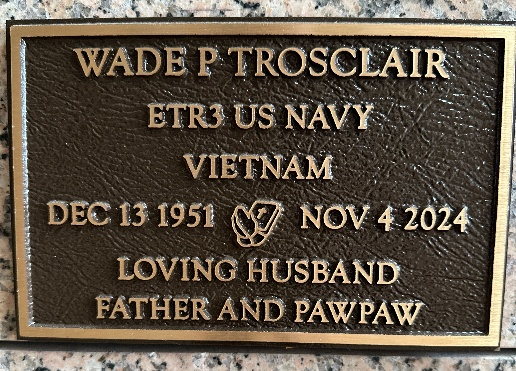 WADE P TROSCLAIR
ETR3 US NAVY
VIETNAM
DEC 13 1951 NOV 4 2024
LOVING HUSBAND
FATHER AND PAWPAW